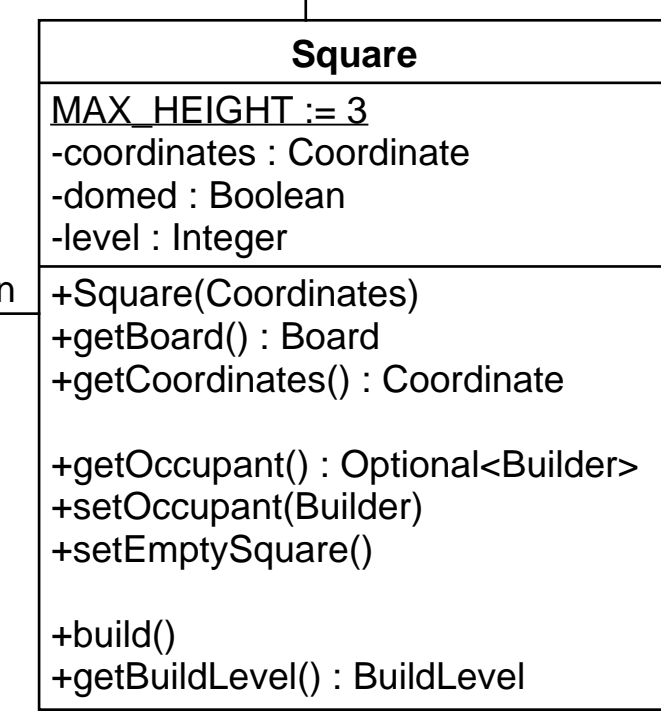 Square
MAX_HEIGHT := 3
-coordinates : Coordinate
-domed : Boolean
-level : Integer
n
+Square(Coordinates)
+getBoard() : Board
+getCoordinates() : Coordinate
+getOccupant() : Optional<Builder>
+setOccupant(Builder)
+setEmptySquare()
+build()
+getBuildLevel() : BuildLevel